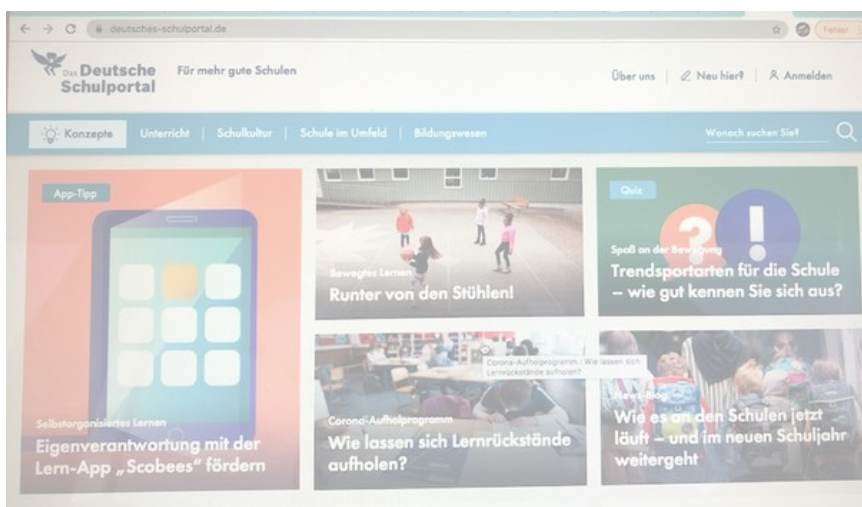 deutsches-schulportal.de
Fehler
Das Deutsche
Schulportal
Für mehr gute Schulen
Über uns
Neu hier?
Anmelden
Konzepte
Unterricht
Schulkultur
Schule im Umfeld
Bildungswesen
Wonach suchen Sie?
App-Tipp
Selbstorganisiertes Lernen
Eigenverantwortung mit der
Lern-App „Scobees“ fördern
Bewegtes Lernen
Runter von den Stühlen!
Quiz
Spaß an der Bewegung
Trendsportarten für die Schule
– wie gut kennen Sie sich aus?
Corona-Aufholprogramm
Wie lassen sich Lernrückstände
aufholen?
Corona-Aufholprogramm : Wie lassen sich
Lernrückstände aufholen?
News-Blog
Wie es an den Schulen jetzt
läuft – und im neuen Schuljahr
weitergeht